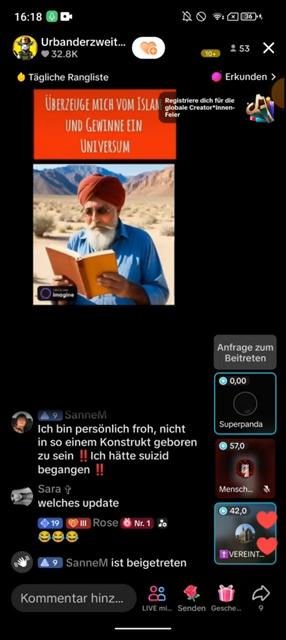 16:18
36
Urbanderzweit...
32.8K
10+
53
Tägliche Rangliste
Erkunden >
ÜBERZEUGE MICH VOM ISLAM
UND GEWINNE EIN
UNIVERSUM
Registriere dich für die
globale Creator*innen-
Feier
imagine
Anfrage zum
Beitreten
0,00
Superpanda
9 SanneM
Ich bin persönlich froh, nicht
in so einem Konstrukt geboren
zu sein ‼️Ich hätte suizid
begangen ‼️
57,0
Mensch...
Sara ✞
welches update
42,0
VEREINT...
19 III Rose Nr. 1
😂😂😂
9 SanneM ist beigetreten
Kommentar hinz...
LIVE mi...
Senden
Gesche...
9